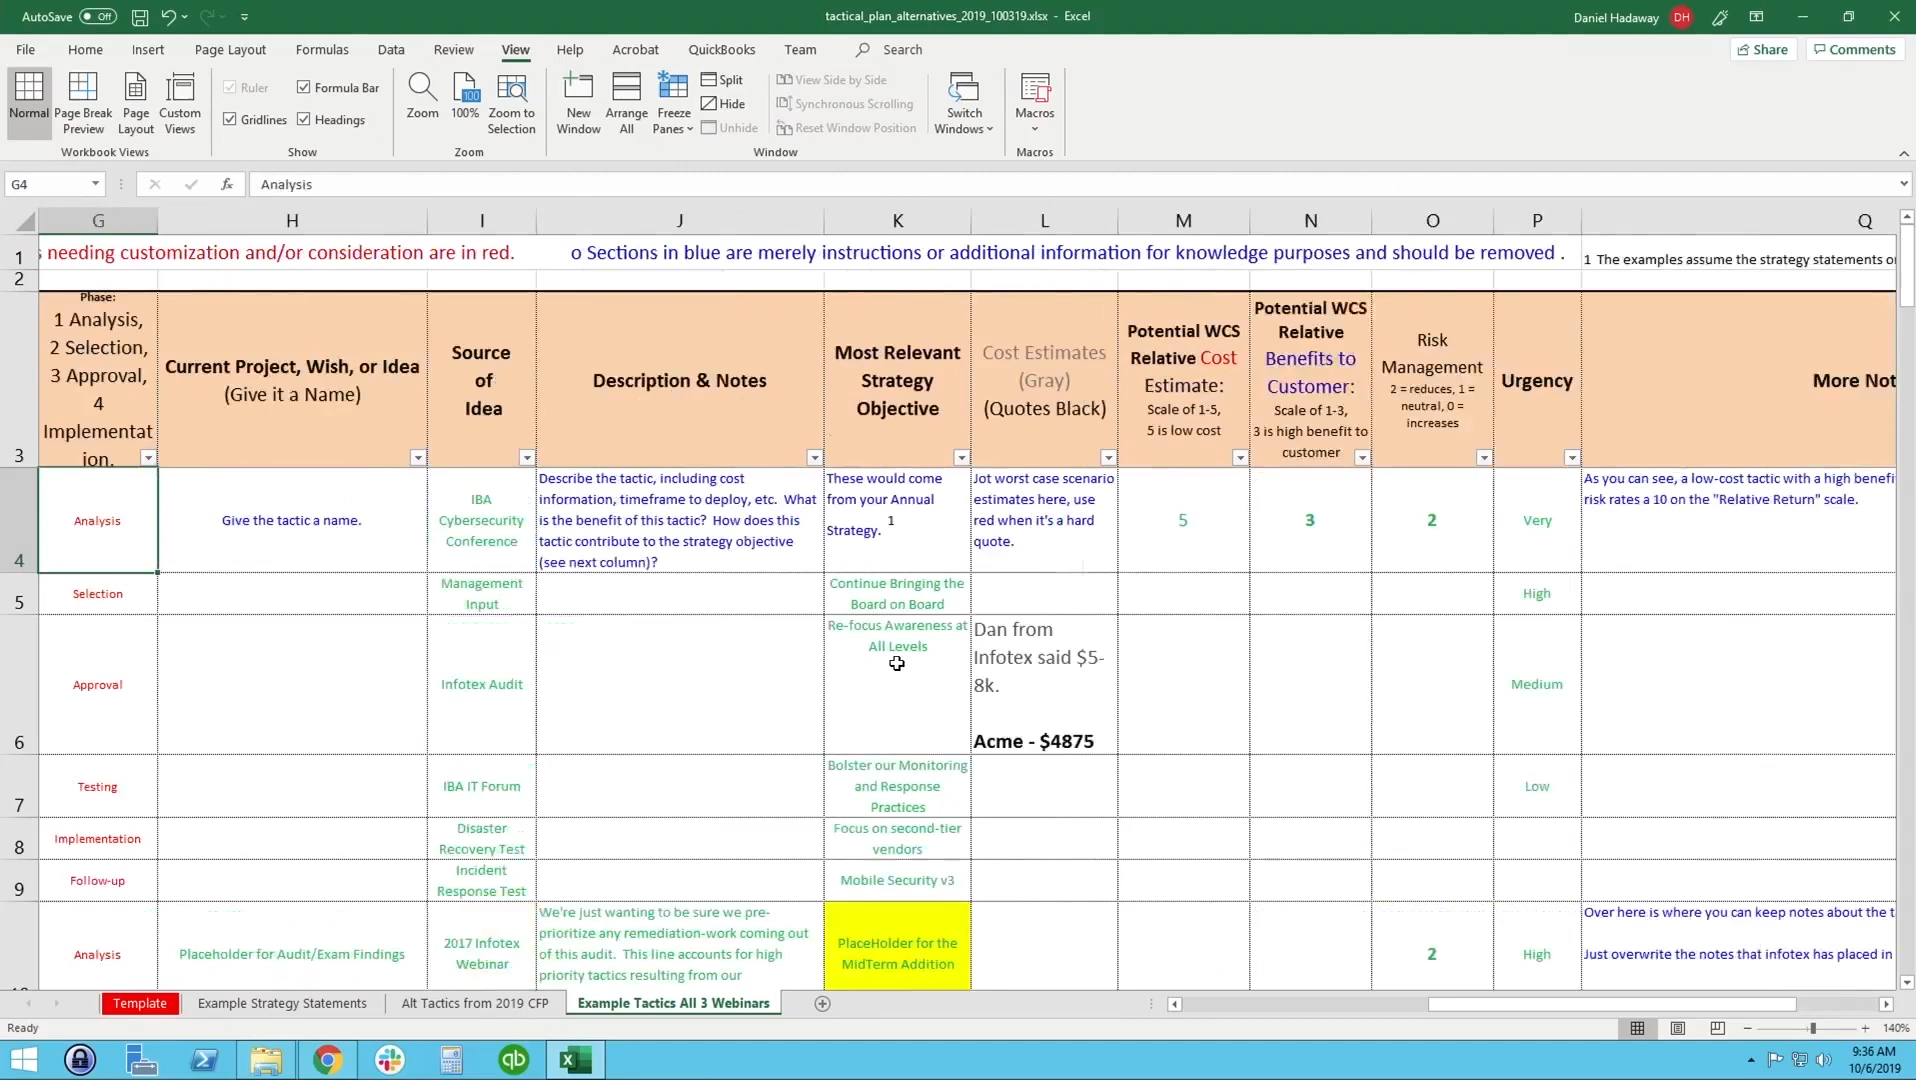 AutoSave Off
tactical_plan_alternatives_2019_100319.xlsx - Excel
Daniel Hadaway DH
File Home Insert Page Layout Formulas Data Review View Help Acrobat QuickBooks Team Search
Share Comments
Normal
Page Break Preview
Page Layout
Custom Views
Workbook Views
Ruler
Formula Bar
Gridlines
Headings
Show
Zoom
100
100%
Zoom to Selection
Zoom
New Window
Arrange All
Freeze Panes
Split
Hide
Unhide
View Side by Side
Synchronous Scrolling
Reset Window Position
Window
Switch Windows
Macros
Macros
G4
fx
Analysis
G H I J K L M N O P Q
1
needing customization and/or consideration are in red.
o Sections in blue are merely instructions or additional information for knowledge purposes and should be removed .
1 The examples assume the strategy statements
2
3
Phase:
1 Analysis,
2 Selection,
3 Approval,
4
Implementat
ion.
Current Project, Wish, or Idea
(Give it a Name)
Source
of
Idea
Description & Notes
Most Relevant
Strategy
Objective
Cost Estimates
(Gray)
(Quotes Black)
Potential WCS
Relative Cost
Estimate:
Scale of 1-5,
5 is low cost
Potential WCS
Relative
Benefits to
Customer:
Scale of 1-3,
3 is high benefit to
customer
Risk
Management
2 = reduces, 1 =
neutral, 0 =
increases
Urgency
More Not
4
Analysis
Give the tactic a name.
IBA
Cybersecurity
Conference
Describe the tactic, including cost
information, timeframe to deploy, etc. What
is the benefit of this tactic? How does this
tactic contribute to the strategy objective
(see next column)?
These would come
from your Annual
1
Strategy.
Jot worst case scenario
estimates here, use
red when it's a hard
quote.
5
3
2
Very
As you can see, a low-cost tactic with a high benefi
risk rates a 10 on the "Relative Return" scale.
5
Selection
Management
Input
Continue Bringing the
Board on Board
High
6
Approval
Infotex Audit
Re-focus Awareness at
All Levels
Dan from
Infotex said $5-
8k.
Acme - $4875
Medium
7
Testing
IBA IT Forum
Bolster our Monitoring
and Response
Practices
Low
8
Implementation
Disaster
Recovery Test
Focus on second-tier
vendors
9
Follow-up
Incident
Response Test
Mobile Security v3
Analysis
Placeholder for Audit/Exam Findings
2017 Infotex
Webinar
We're just wanting to be sure we pre-
prioritize any remediation-work coming out
of this audit. This line accounts for high
priority tactics resulting from our
PlaceHolder for the
MidTerm Addition
2
High
Over here is where you can keep notes about the t
Just overwrite the notes that infotex has placed in
Template
Example Strategy Statements
Alt Tactics from 2019 CFP
Example Tactics All 3 Webinars
Ready
140%
qb
9:36 AM
10/6/2019